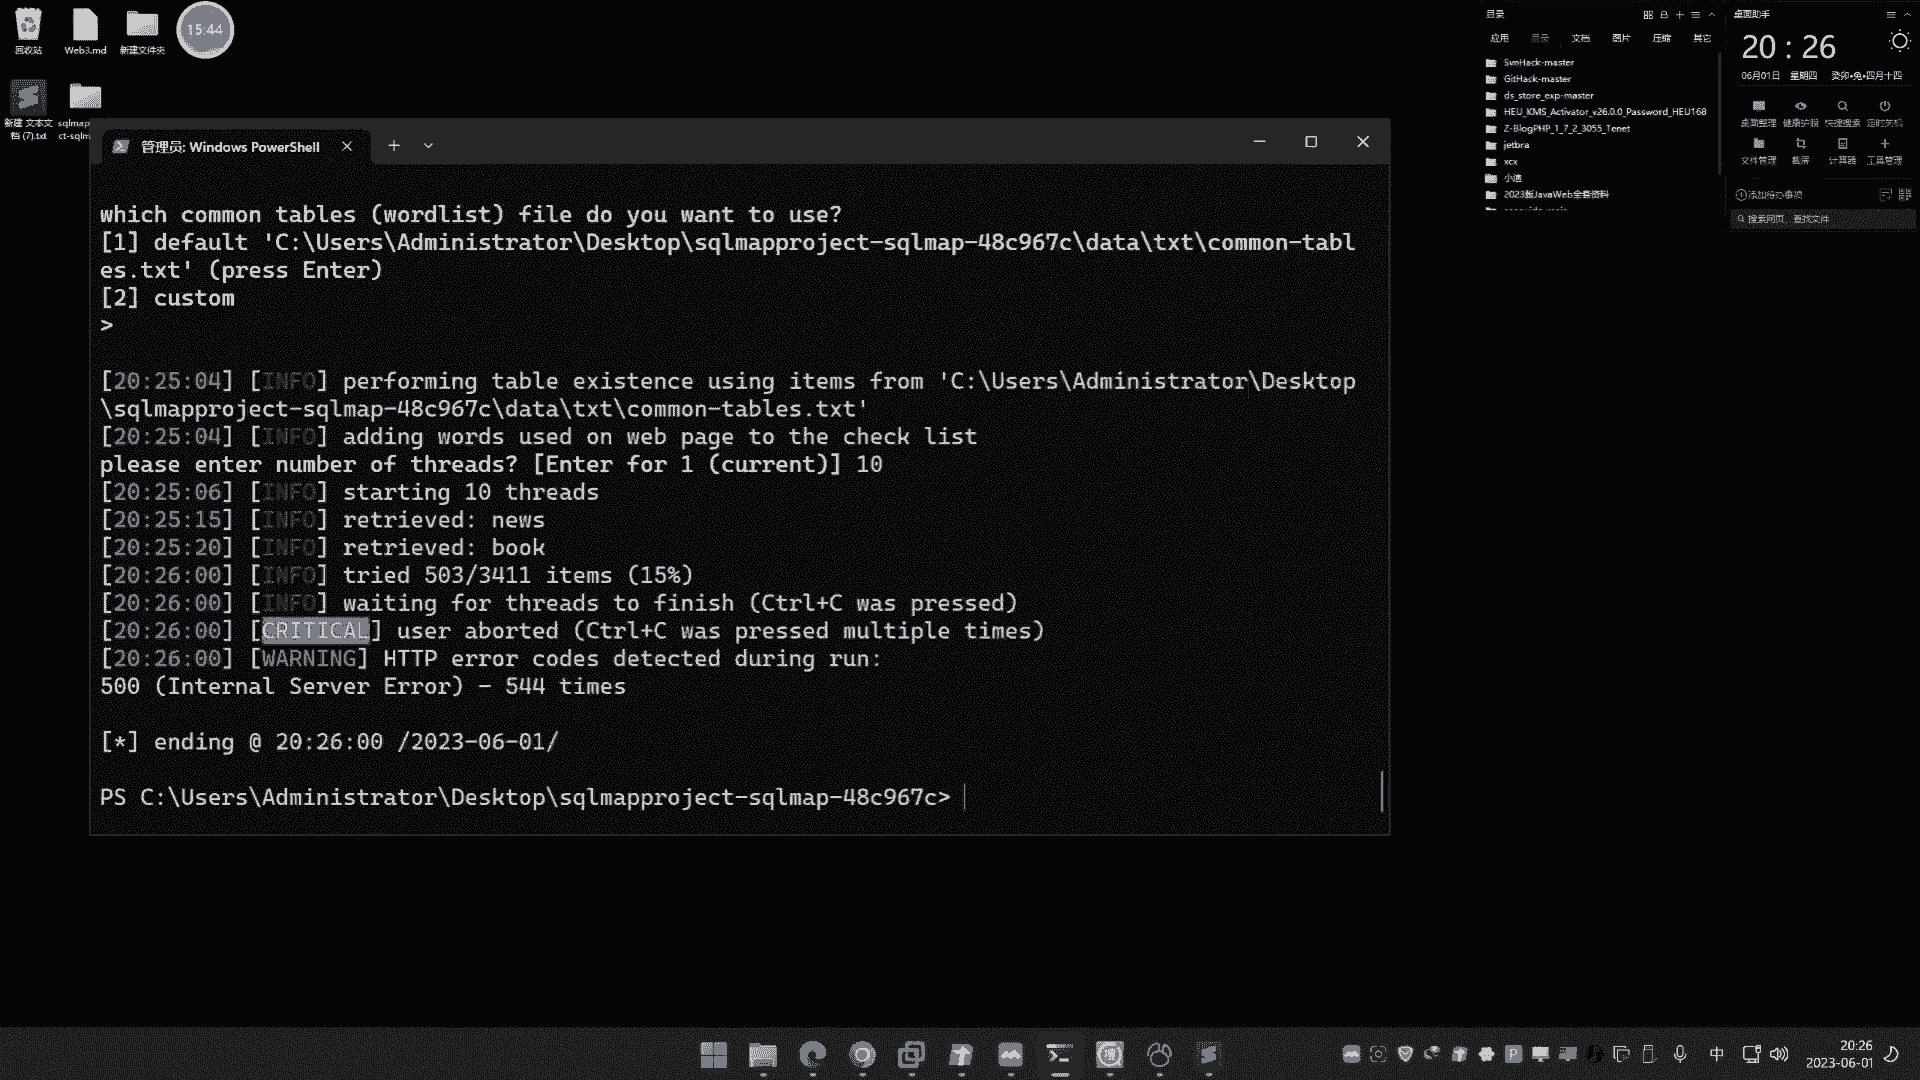 回收站
Web3.md
新建文件夹
15:44
新建 文本文
档 (7).txt
sqlmap
ct-sqlm
管理员: Windows PowerShell
which common tables (wordlist) file do you want to use?
[1] default 'C:\Users\Administrator\Desktop\sqlmapproject-sqlmap-48c967c\data\txt\common-tabl
es.txt' (press Enter)
[2] custom
>
[20:25:04] [INFO] performing table existence using items from 'C:\Users\Administrator\Desktop
\sqlmapproject-sqlmap-48c967c\data\txt\common-tables.txt'
[20:25:04] [INFO] adding words used on web page to the check list
please enter number of threads? [Enter for 1 (current)] 10
[20:25:06] [INFO] starting 10 threads
[20:25:15] [INFO] retrieved: news
[20:25:20] [INFO] retrieved: book
[20:26:00] [INFO] tried 503/3411 items (15%)
[20:26:00] [INFO] waiting for threads to finish (Ctrl+C was pressed)
[20:26:00] [CRITICAL] user aborted (Ctrl+C was pressed multiple times)
[20:26:00] [WARNING] HTTP error codes detected during run:
500 (Internal Server Error) - 544 times
[*] ending @ 20:26:00 /2023-06-01/
PS C:\Users\Administrator\Desktop\sqlmapproject-sqlmap-48c967c>
目录
应用 目录 文档 图片 压缩 其它
SvnHack-master
GitHack-master
ds_store_exp-master
HEU_KMS_Activator_v26.0.0_Password_HEU168
Z-BlogPHP_1_7_2_3055_Tenet
jetbra
xcx
小迪
2023版JavaWeb全套资料
桌面助手
20 : 26
06月01日 星期四 癸卯•兔•四月十四
桌面整理 健康护眼 快捷搜索 定时关机
文件管理 截屏 计算器 工具管理
添加待办事项
搜索网页、查找文件
中
20:26
2023-06-01